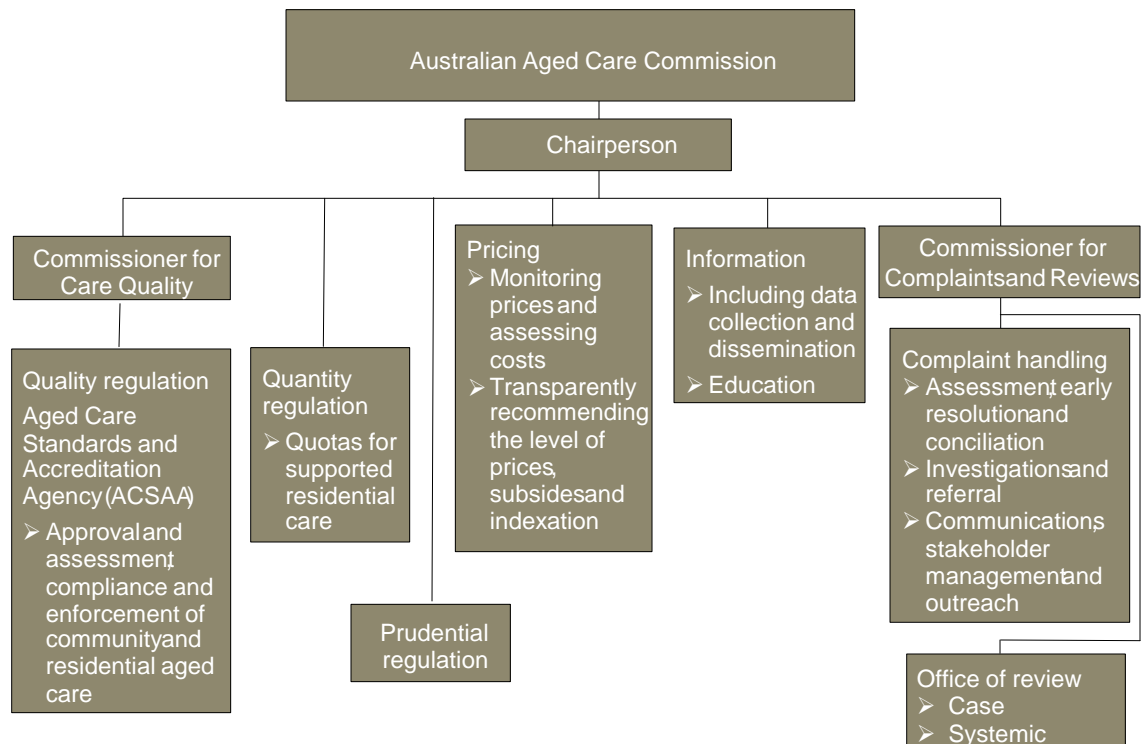 Australian Aged Care Commission
Chairperson
Commissioner for
Care Quality
Quality regulation
Aged Care
Standards and
Accreditation
Agency (ACSAA)
➢ Approval and
assessment,
compliance and
enforcement of
community and
residential aged
care
Quantity
regulation
➢ Quotas for
supported
residential
care
Prudential
regulation
Pricing
➢ Monitoring
prices and
assessing
costs
➢ Transparently
recommending
the level of
prices,
subsides and
indexation
Information
➢ Including data
collection and
dissemination
➢ Education
Commissioner for
Complaints and Reviews
Complaint handling
➢ Assessment, early
resolution and
conciliation
➢ Investigations and
referral
➢ Communications,
stakeholder
management and
outreach
Office of review
➢ Case
➢ Systemic